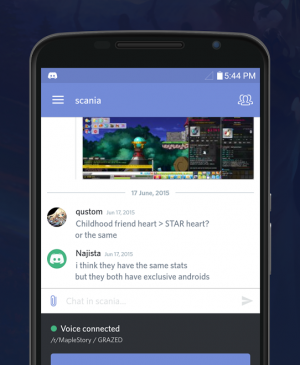 5:44 PM
scania
17 June, 2015
qustom Jun 17, 2015
Childhood friend heart > STAR heart?
or the same
Najista Jun 17, 2015
i think they have the same stats
but they both have exclusive androids
Chat in scania...
Voice connected
/r/MapleStory / GRAZED